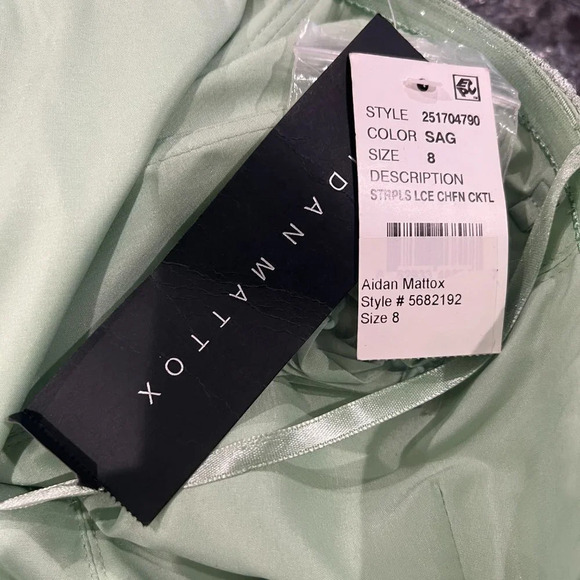 AIDAN MATTOX
STYLE 251704790
COLOR SAG
SIZE 8
DESCRIPTION
STRPLS LCE CHFN CKTL
Aidan Mattox
Style # 5682192
Size 8